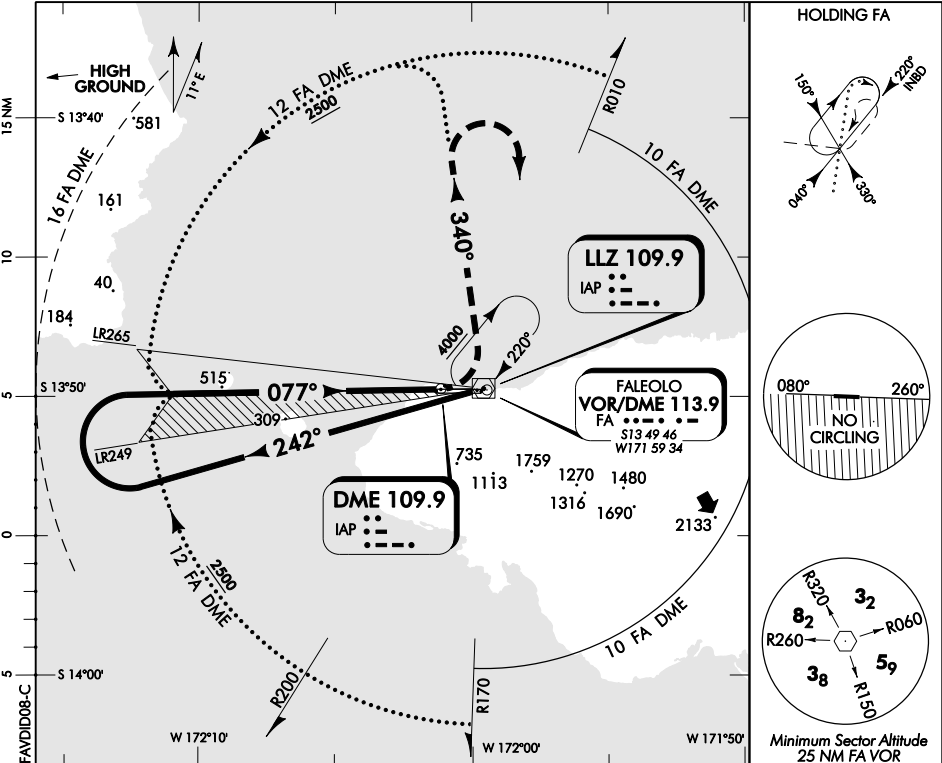 HOLDING FA
HIGH
GROUND
11° E
12 FA DME
2500
R010
150°
220°
INBD
040°
330°
15 NM
S 13°40'
581
10 FA DME
16 FA DME
161
340°
LLZ 109.9
IAP
10
40
184
LR265
4000
220°
S 13°50'
5
515
077°
309
242°
LR249
FALEOLO
VOR/DME 113.9
FA
S13 49 46
W171 59 34
080°
260°
NO
CIRCLING
735
1113
1759
1270
1480
1316
1690
2133
DME 109.9
IAP
0
12 FA DME
2500
10 FA DME
R320
3₂
8₂
R060
R260
3₈
5₉
R150
5
S 14°00'
R200
R170
FAVDID08-C
W 172°10'
W 172°00'
W 171°50'
Minimum Sector Altitude
25 NM FA VOR